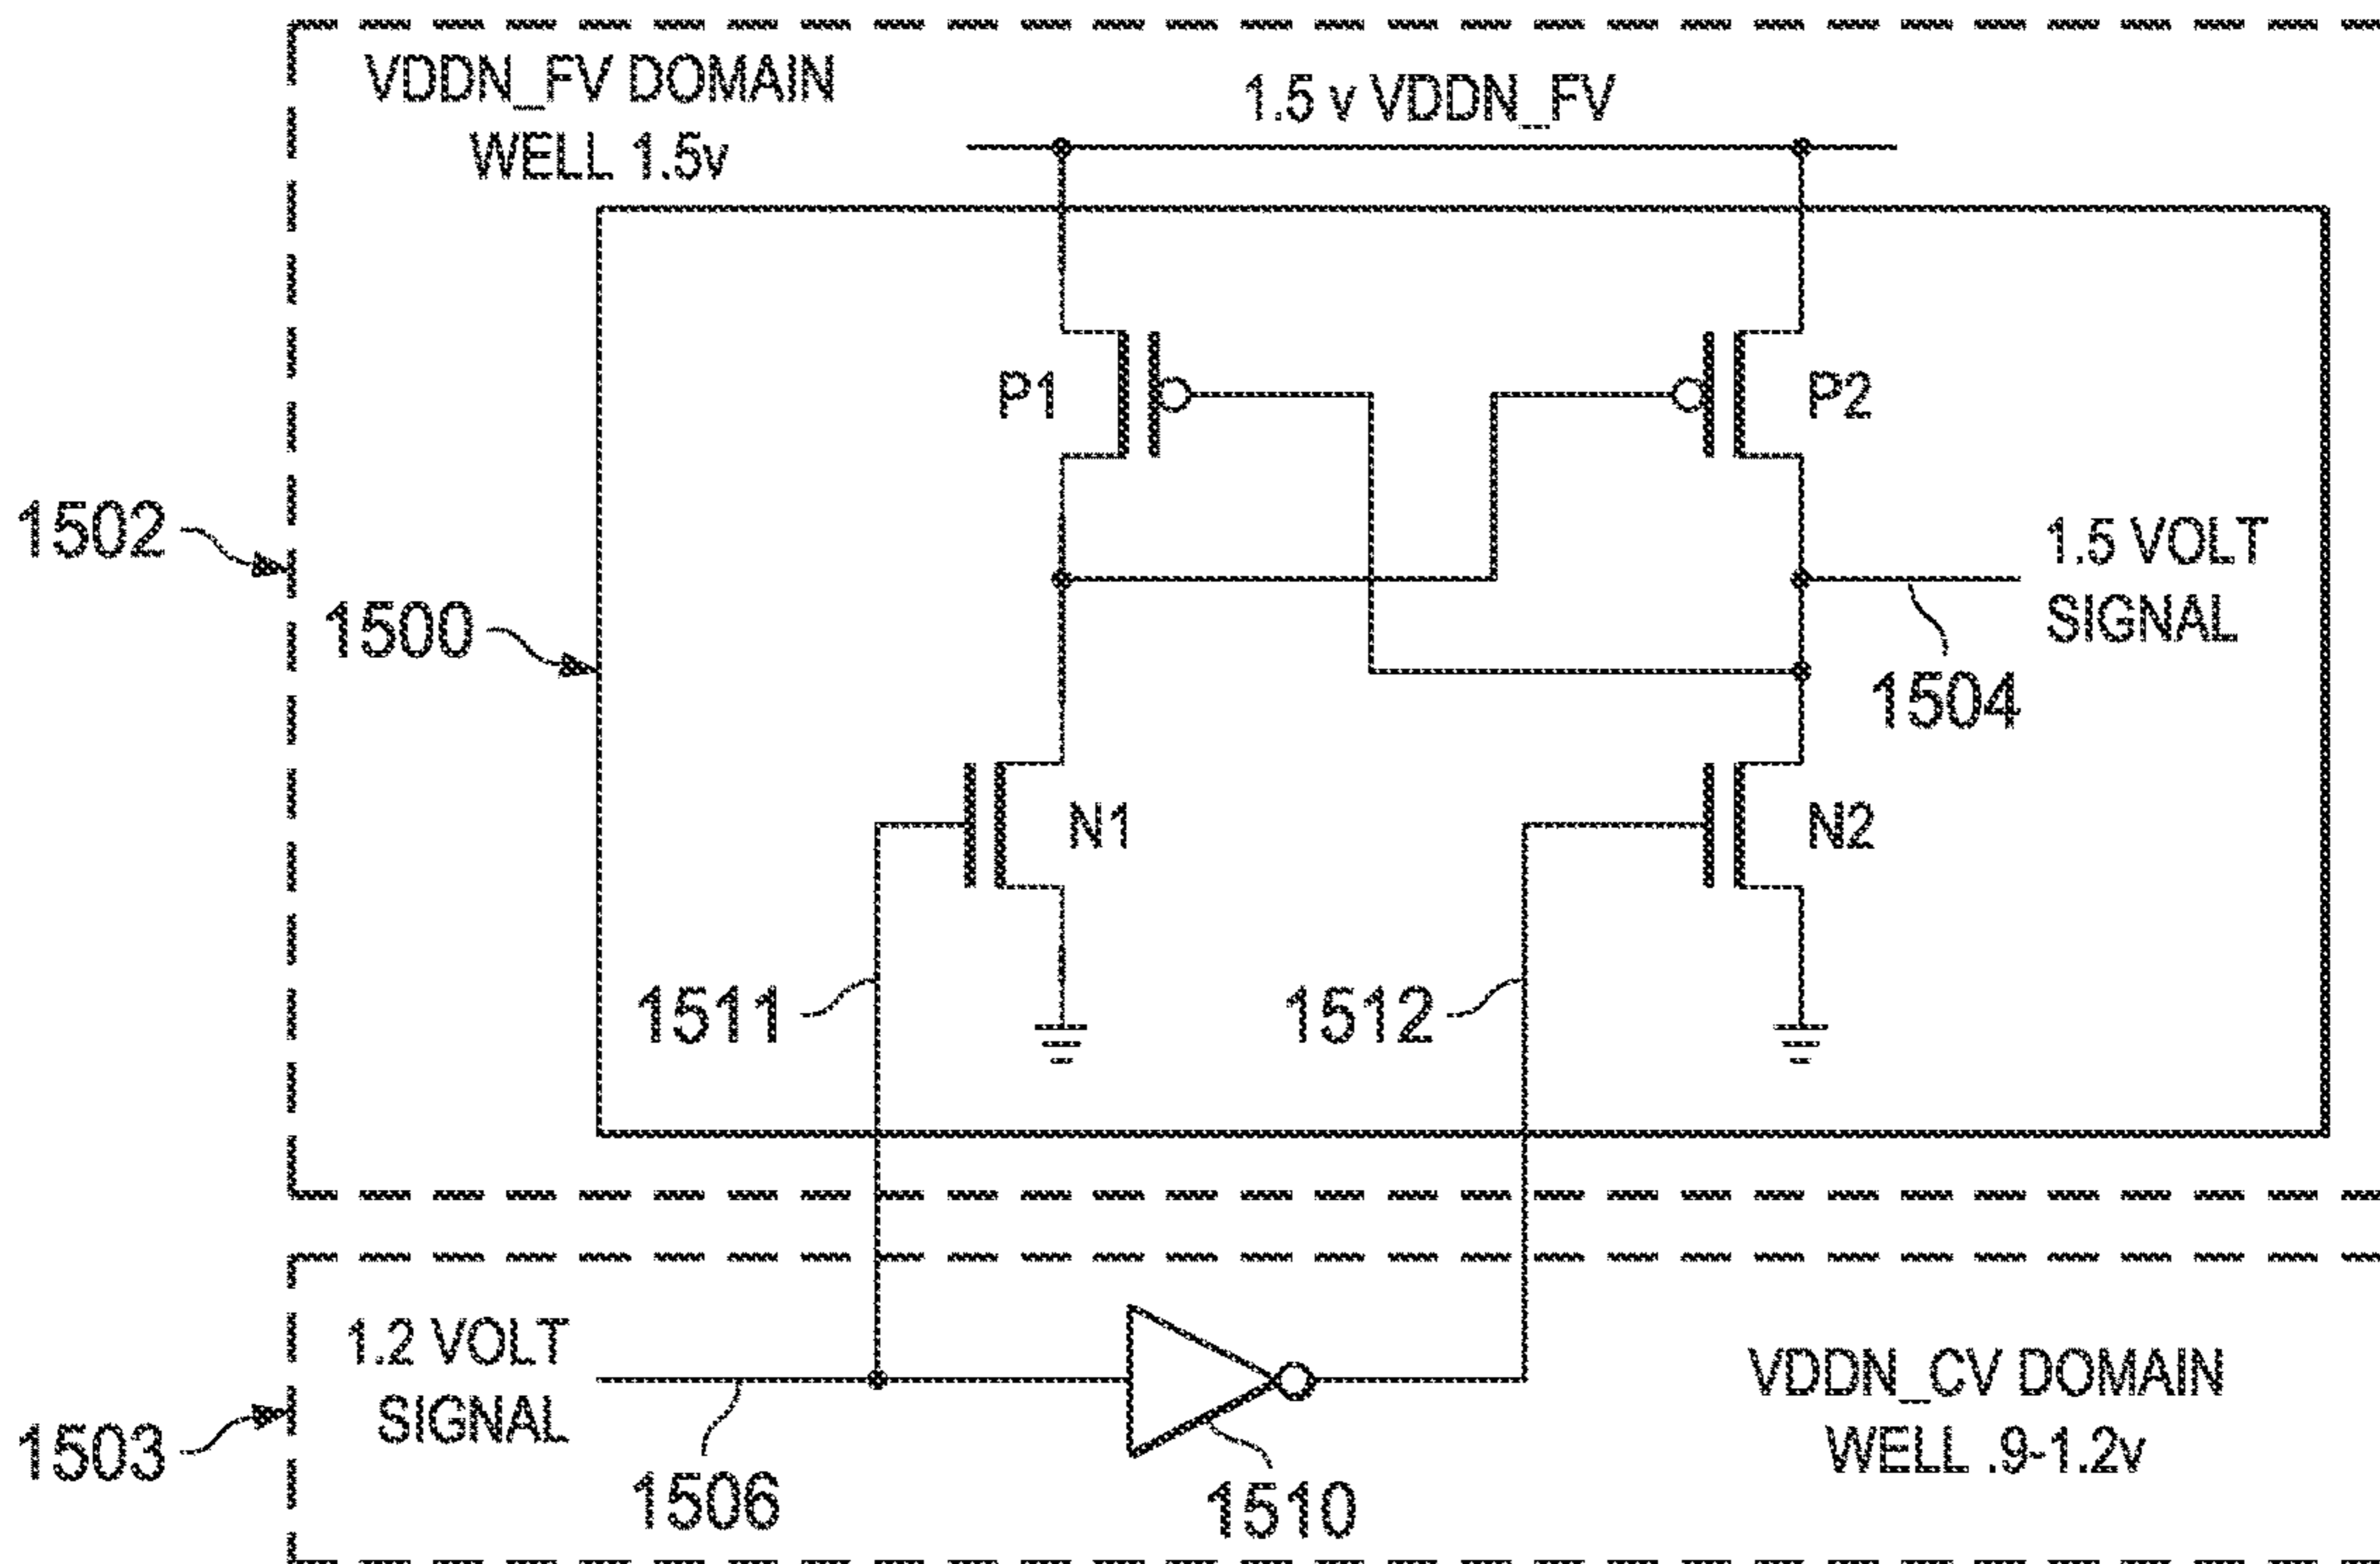 VDDN_FV DOMAIN
WELL 1.5v
1.5 v VDDN_FV
P1
P2
1502
1500
1.5 VOLT
SIGNAL
1504
N1
N2
1511
1512
1.2 VOLT
SIGNAL
VDDN_CV DOMAIN
WELL .9-1.2v
1503
1506
1510